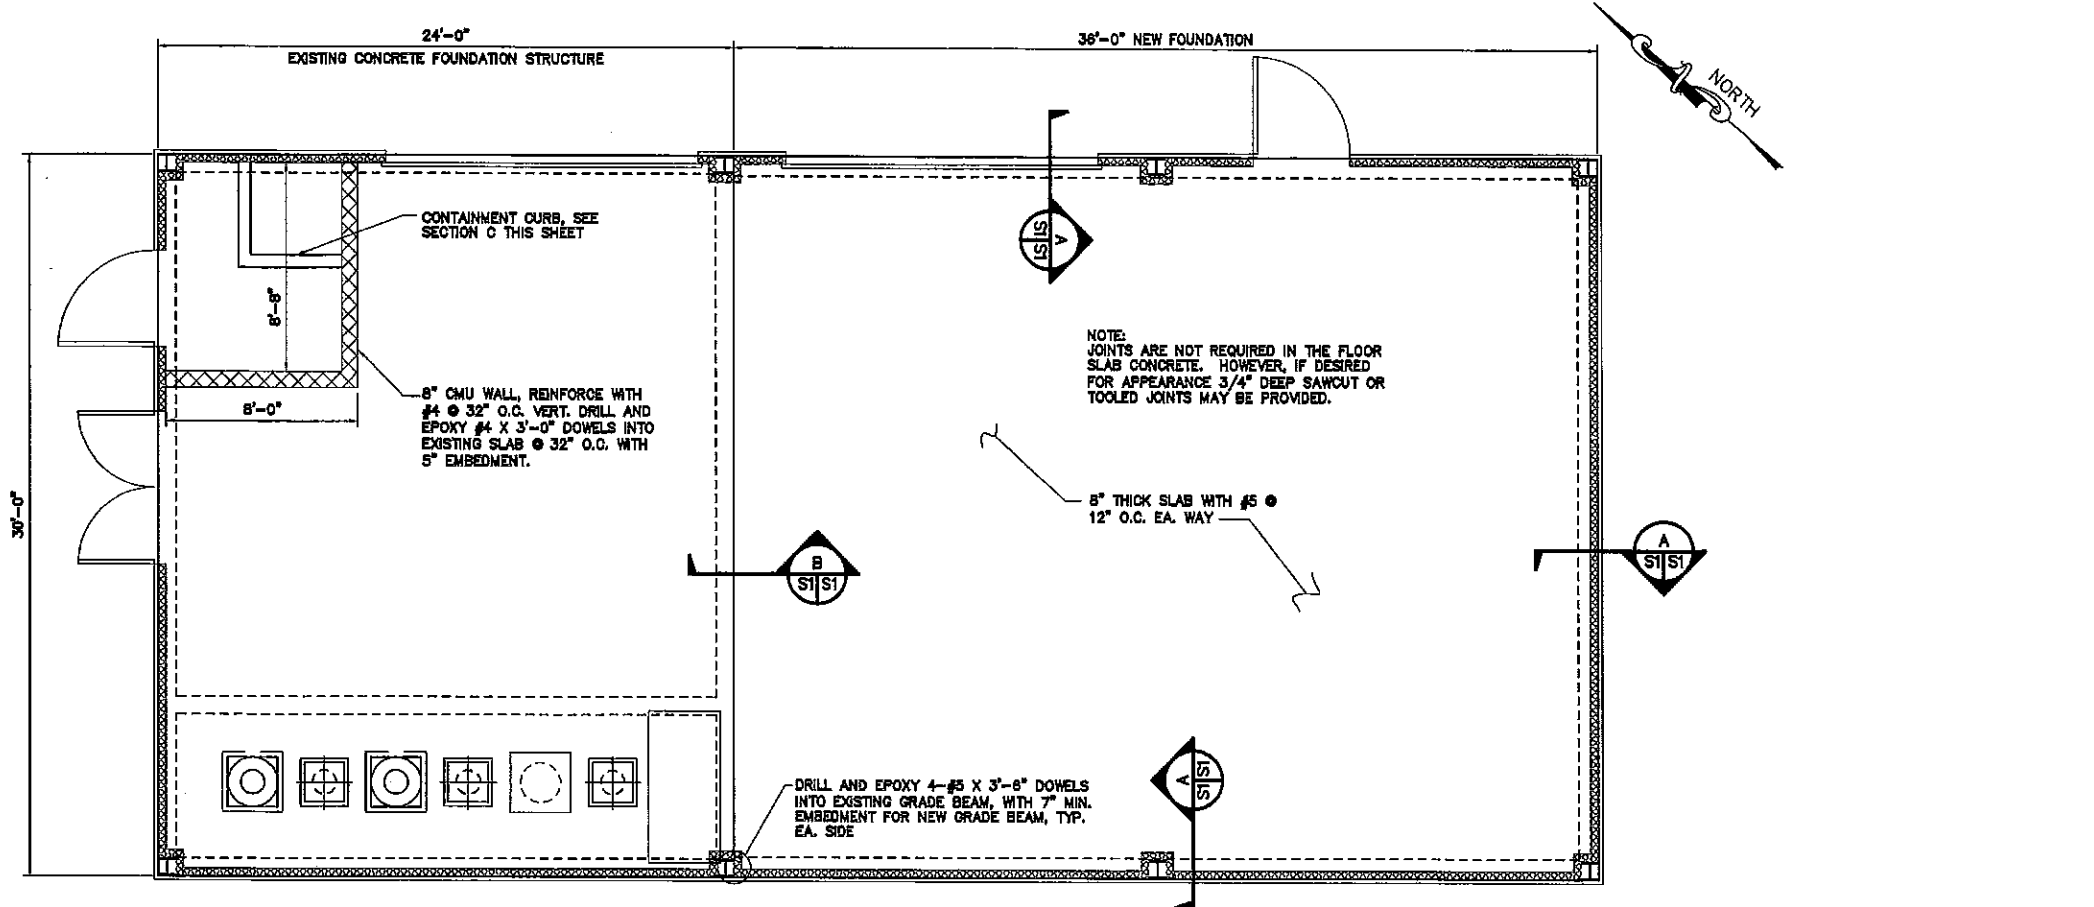 24'-0"
EXISTING CONCRETE FOUNDATION STRUCTURE
36'-0" NEW FOUNDATION
NORTH
CONTAINMENT CURB, SEE
SECTION C THIS SHEET
8'-8"
8" CMU WALL, REINFORCE WITH
#4 @ 32" O.C. VERT. DRILL AND
EPOXY #4 X 3'-0" DOWELS INTO
EXISTING SLAB @ 32" O.C. WITH
5" EMBEDMENT.
8'-0"
30'-0"
A
S1 S1
NOTE:
JOINTS ARE NOT REQUIRED IN THE FLOOR
SLAB CONCRETE. HOWEVER, IF DESIRED
FOR APPEARANCE 3/4" DEEP SAWCUT OR
TOOLED JOINTS MAY BE PROVIDED.
8" THICK SLAB WITH #5 @
12" O.C. EA. WAY
B
S1 S1
A
S1 S1
A
S1 S1
DRILL AND EPOXY 4-#5 X 3'-6" DOWELS
INTO EXISTING GRADE BEAM, WITH 7" MIN.
EMBEDMENT FOR NEW GRADE BEAM, TYP.
EA. SIDE